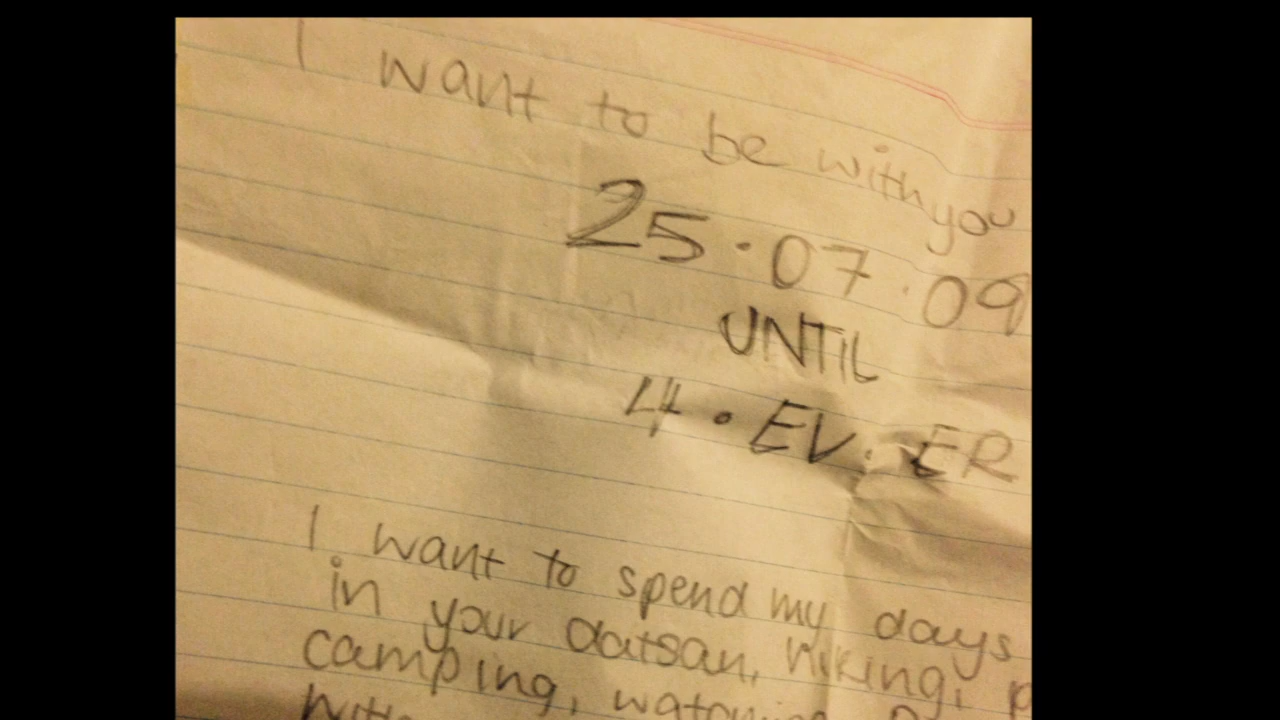 I want to be with you
25.07.09
UNTIL
4.EV.ER
I want to spend my days
in your datsan, hiking,
camping, watching